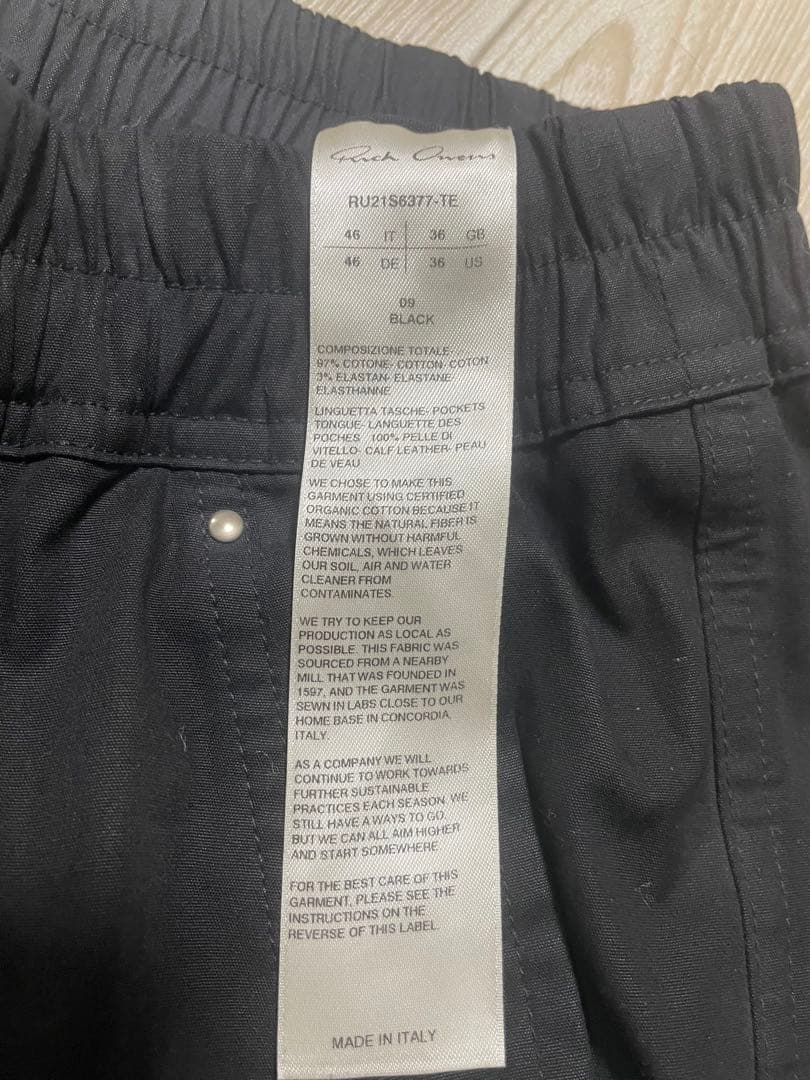 Rick Owens
RU21S6377-TE
46 IT 36 GB
46 DE 36 US
09
BLACK
COMPOSIZIONE TOTALE-
97% COTONE- COTTON- COTON
3% ELASTAN- ELASTANE-
ELASTHANNE
LINGUETTA TASCHE- POCKETS
TONGUE- LANGUETTE DES
POCHES 100% PELLE DI
VITELLO- CALF LEATHER- PEAU
DE VEAU
WE CHOSE TO MAKE THIS
GARMENT USING CERTIFIED
ORGANIC COTTON BECAUSE IT
MEANS THE NATURAL FIBER IS
GROWN WITHOUT HARMFUL
CHEMICALS, WHICH LEAVES
OUR SOIL, AIR AND WATER
CLEANER FROM
CONTAMINATES.
WE TRY TO KEEP OUR
PRODUCTION AS LOCAL AS
POSSIBLE. THIS FABRIC WAS
SOURCED FROM A NEARBY
MILL THAT WAS FOUNDED IN
1597, AND THE GARMENT WAS
SEWN IN LABS CLOSE TO OUR
HOME BASE IN CONCORDIA,
ITALY.
AS A COMPANY WE WILL
CONTINUE TO WORK TOWARDS
FURTHER SUSTAINABLE
PRACTICES EACH SEASON. WE
STILL HAVE A WAYS TO GO.
BUT WE CAN ALL AIM HIGHER
AND START SOMEWHERE.
FOR THE BEST CARE OF THIS
GARMENT, PLEASE SEE THE
INSTRUCTIONS ON THE
REVERSE OF THIS LABEL.
MADE IN ITALY